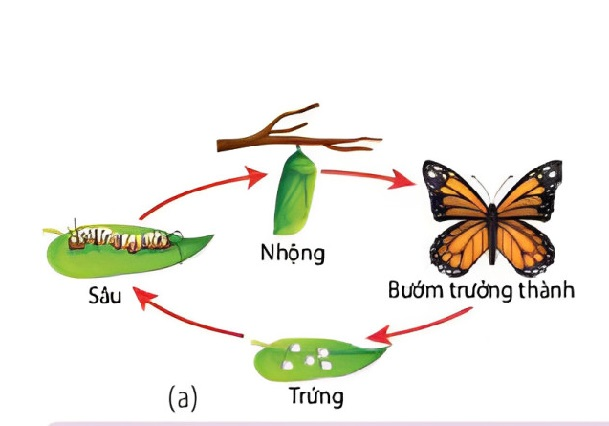 Nhộng
Sâu
Bướm trưởng thành
Trứng
(a)